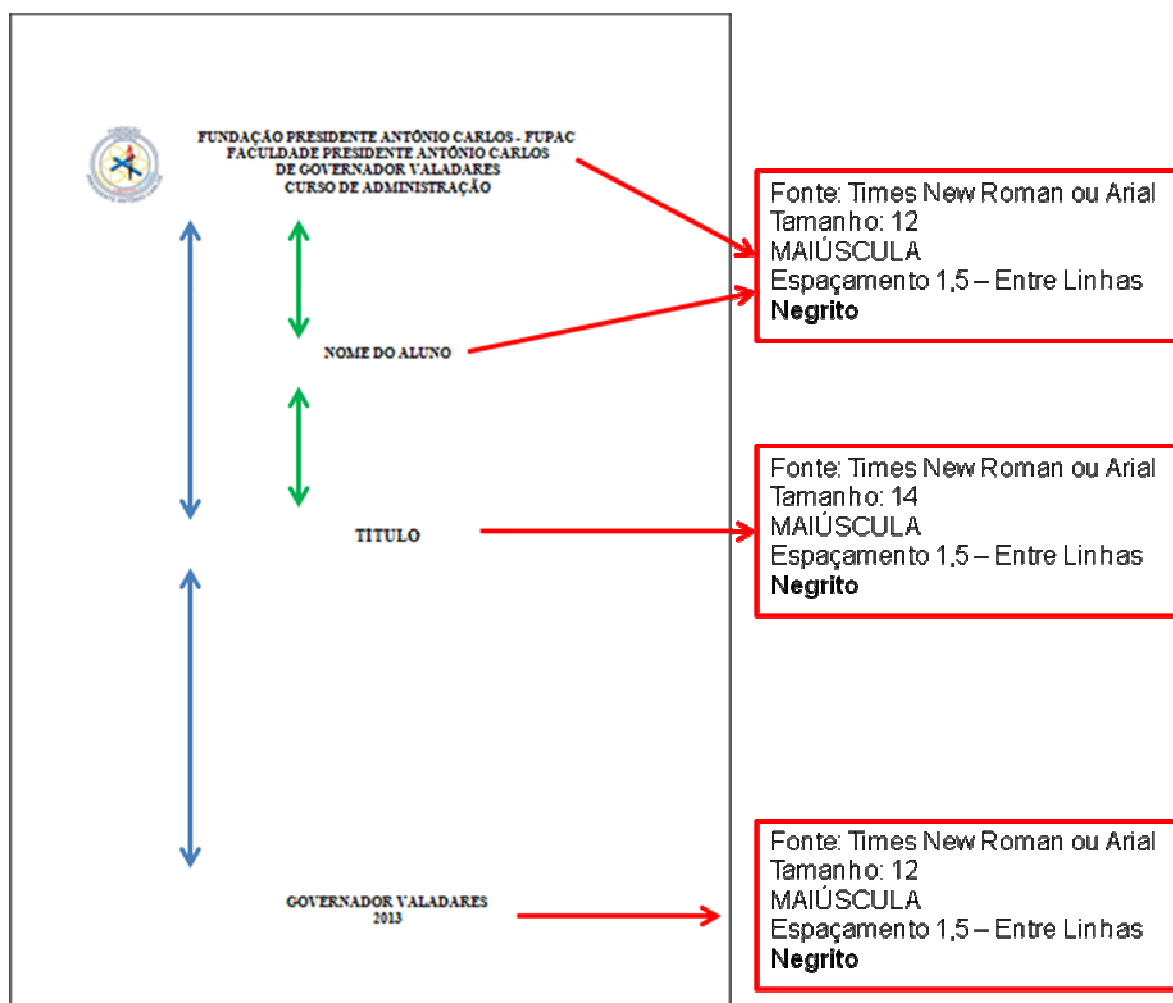 FUNDAÇÃO PRESIDENTE ANTÔNIO CARLOS - FUPAC
FACULDADE PRESIDENTE ANTÔNIO CARLOS
DE GOVERNADOR VALADARES
CURSO DE ADMINISTRAÇÃO
Fonte: Times New Roman ou Arial
Tamanho: 12
MAIÚSCULA
Espaçamento 1,5 – Entre Linhas
Negrito
NOME DO ALUNO
TÍTULO
Fonte: Times New Roman ou Arial
Tamanho: 14
MAIÚSCULA
Espaçamento 1,5 – Entre Linhas
Negrito
GOVERNADOR VALADARES
2013
Fonte: Times New Roman ou Arial
Tamanho: 12
MAIÚSCULA
Espaçamento 1,5 – Entre Linhas
Negrito